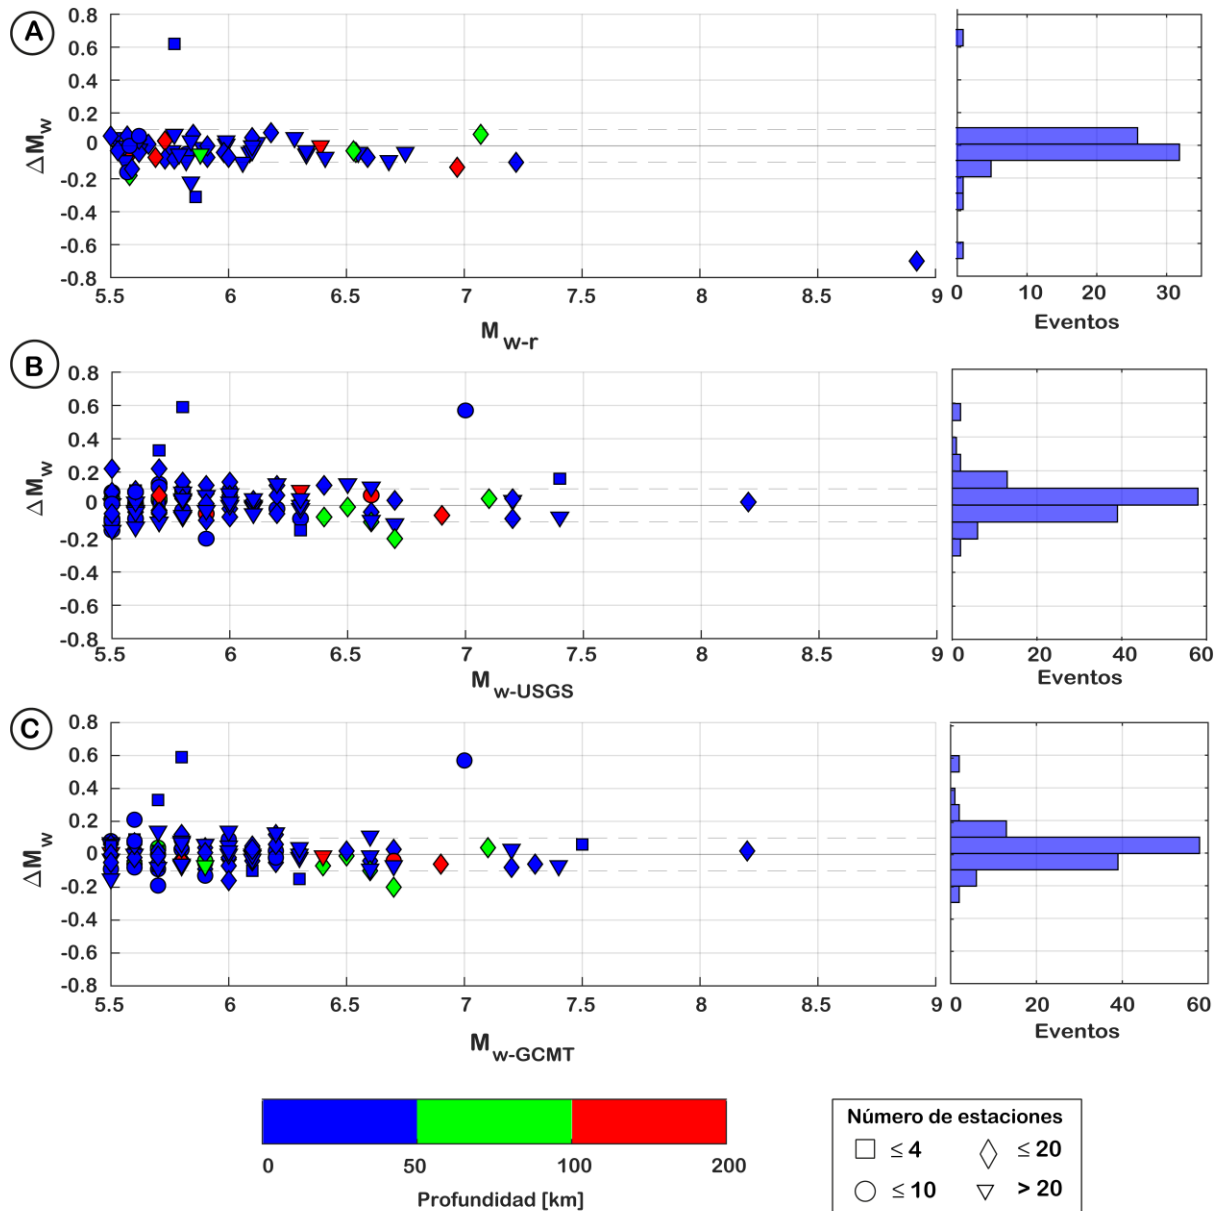 A
0.8
0.6
0.4
0.2
0
-0.2
-0.4
-0.6
-0.8
ΔMw
5.5 6 6.5 7 7.5 8 8.5 9
Mw-r
0 10 20 30
Eventos
B
0.8
0.6
0.4
0.2
0
-0.2
-0.4
-0.6
-0.8
ΔMw
5.5 6 6.5 7 7.5 8 8.5 9
Mw-USGS
0 20 40 60
Eventos
C
0.8
0.6
0.4
0.2
0
-0.2
-0.4
-0.6
-0.8
ΔMw
5.5 6 6.5 7 7.5 8 8.5 9
Mw-GCMT
0 20 40 60
Eventos
0 50 100 200
Profundidad [km]
Número de estaciones
≤ 4 ≤ 20
≤ 10 > 20